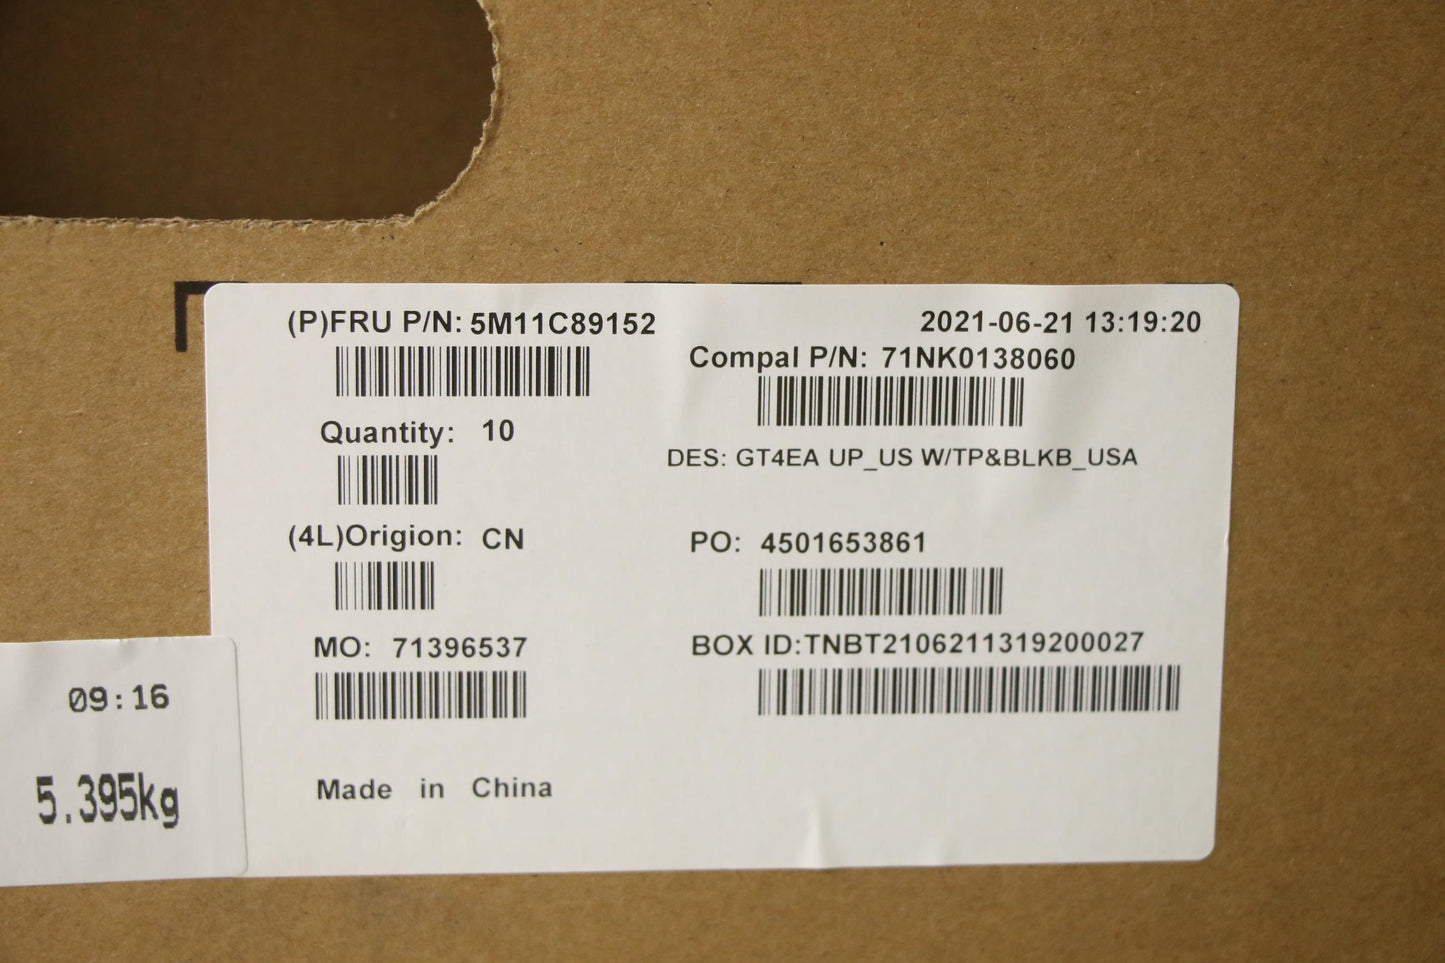 (P)FRU P/N: 5M11C89152
2021-06-21 13:19:20
Compal P/N: 71NK0138060
Quantity: 10
DES: GT4EA UP_US W/TP&BLKB_USA
(4L)Origion: CN
PO: 4501653861
MO: 71396537
BOX ID:TNBT2106211319200027
Made in China
09:16
5.395kg